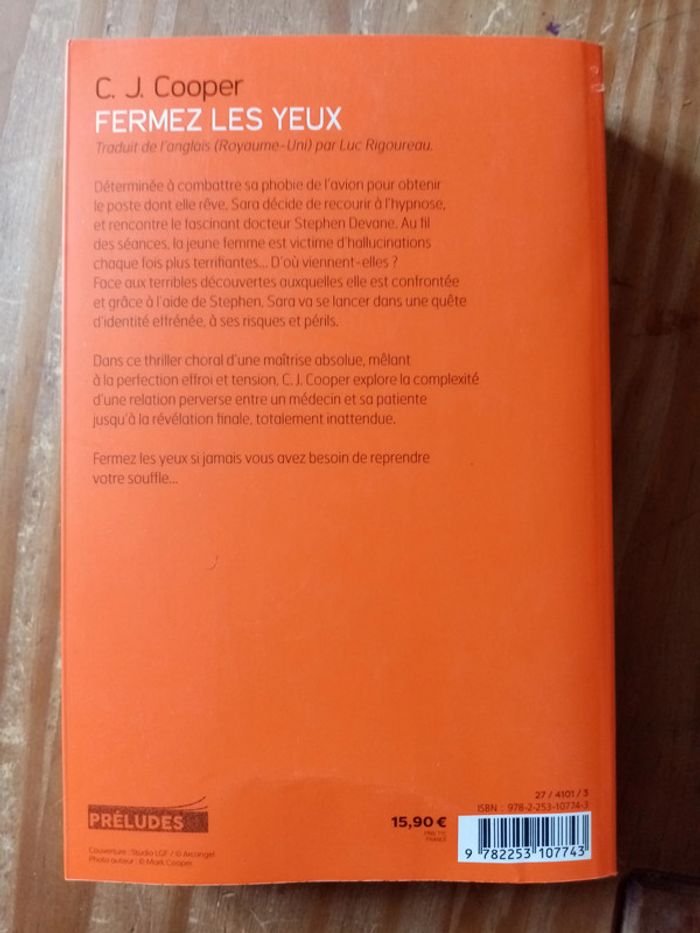 C. J. Cooper
FERMEZ LES YEUX
Traduit de l'anglais (Royaume-Uni) par Luc Rigoureau.
Déterminée à combattre sa phobie de l'avion pour obtenir
le poste dont elle rêve, Sara décide de recourir à l'hypnose,
et rencontre le fascinant docteur Stephen Devane. Au fil
des séances, la jeune femme est victime d'hallucinations
chaque fois plus terrifiantes... D'où viennent-elles ?
Face aux terribles découvertes auxquelles elle est confrontée
et grâce à l'aide de Stephen, Sara va se lancer dans une quête
d'identité effrénée, à ses risques et périls.
Dans ce thriller choral d'une maîtrise absolue, mêlant
à la perfection effroi et tension, C. J. Cooper explore la complexité
d'une relation perverse entre un médecin et sa patiente
jusqu'à la révélation finale, totalement inattendue.
Fermez les yeux si jamais vous avez besoin de reprendre
votre souffle...
PRÉLUDES
Couverture : Studio LGF / © Arcangel.
Photo auteur : © Mark Cooper.
15,90 €
PRIX TTC
FRANCE
27 / 4101 / 3
ISBN : 978-2-253-10774-3
9 782253 107743